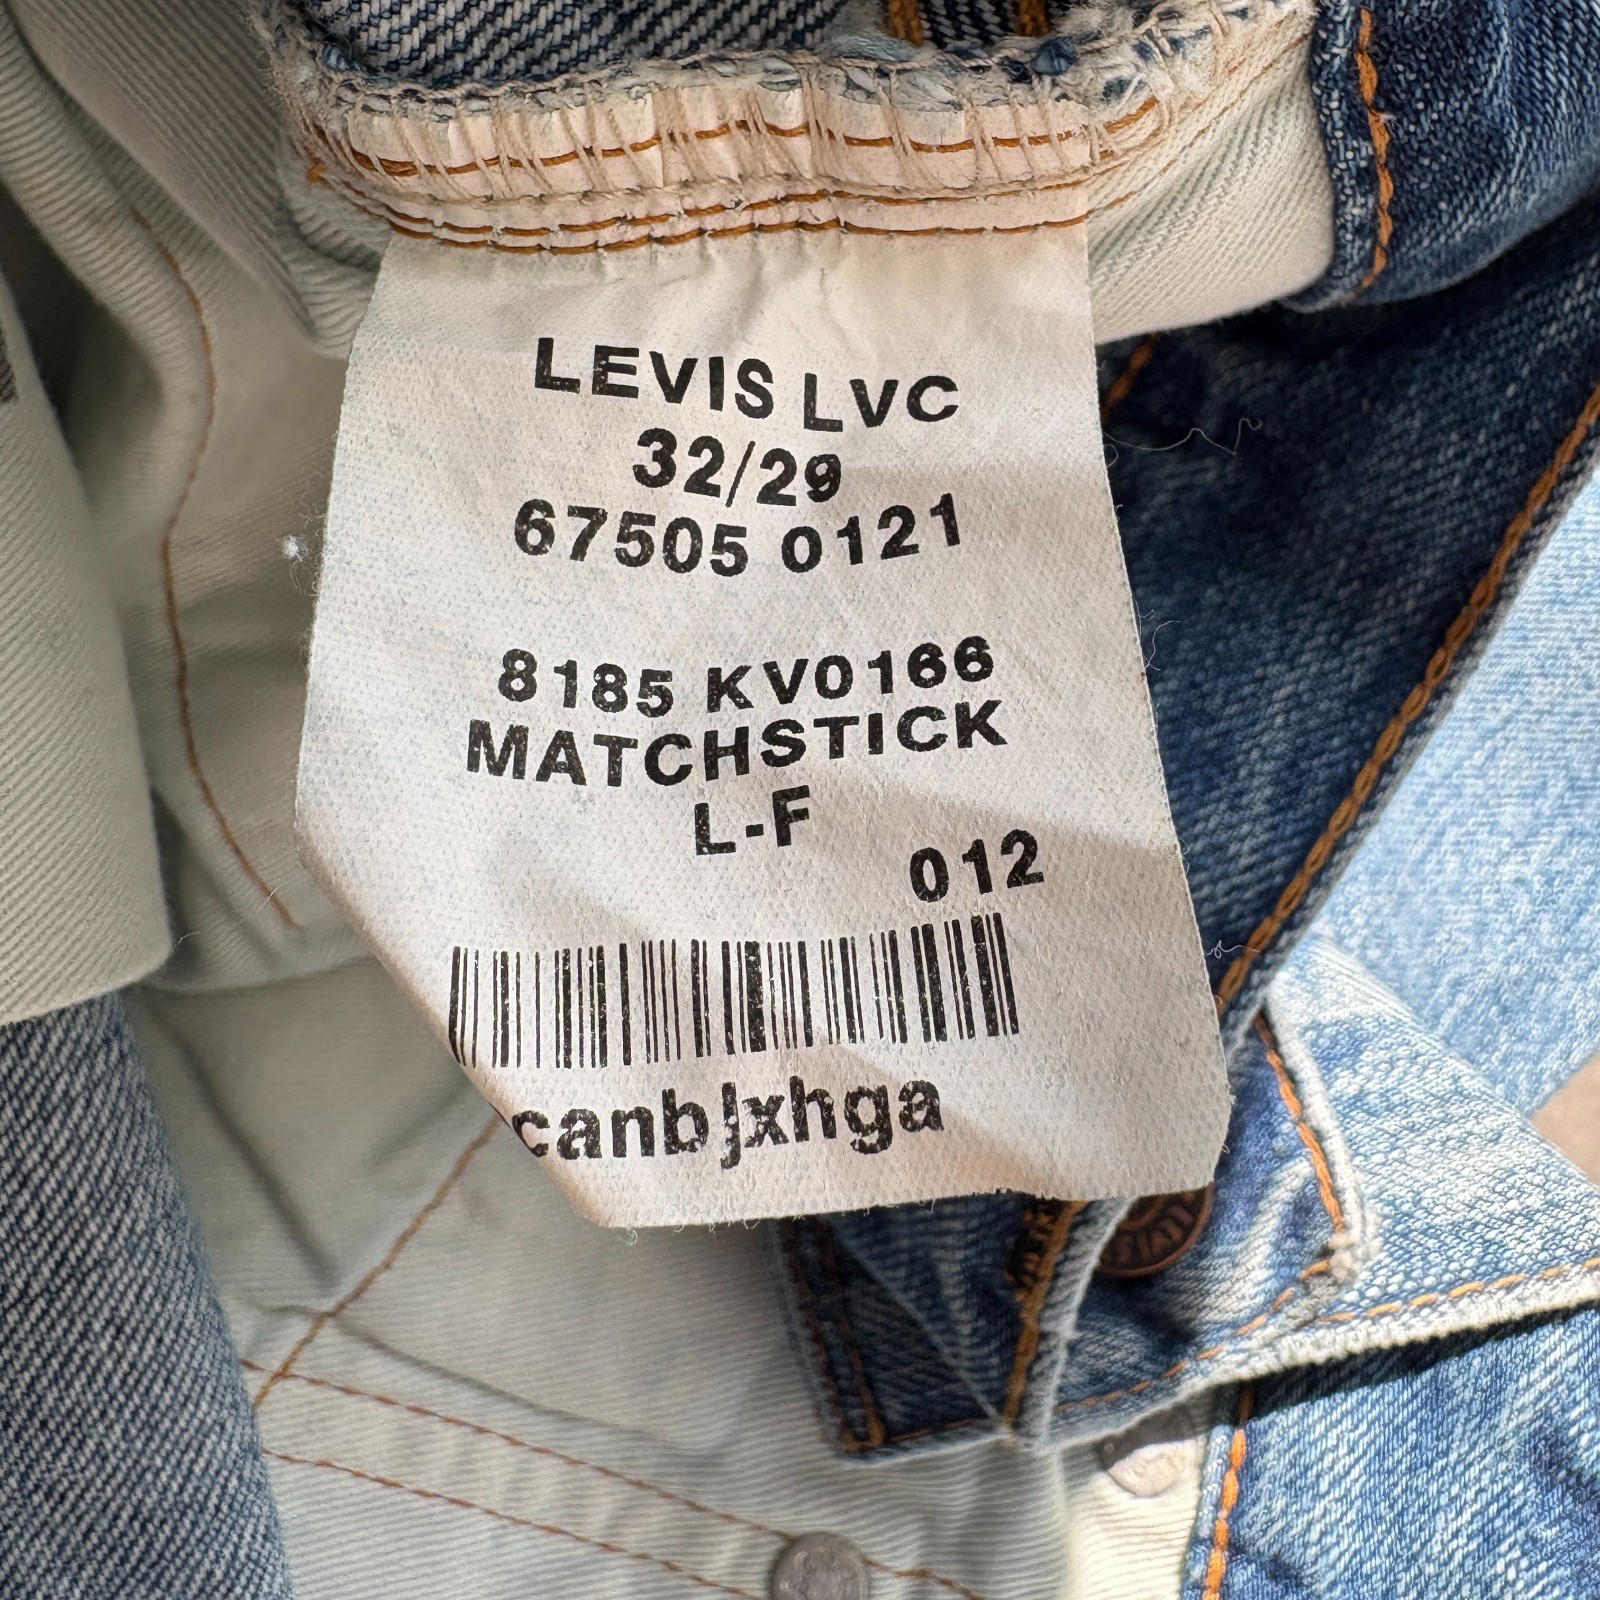 LEVIS LVC
32/29
67505 0121
8185 KV0166
MATCHSTICK
L-F
012
canbjxhga